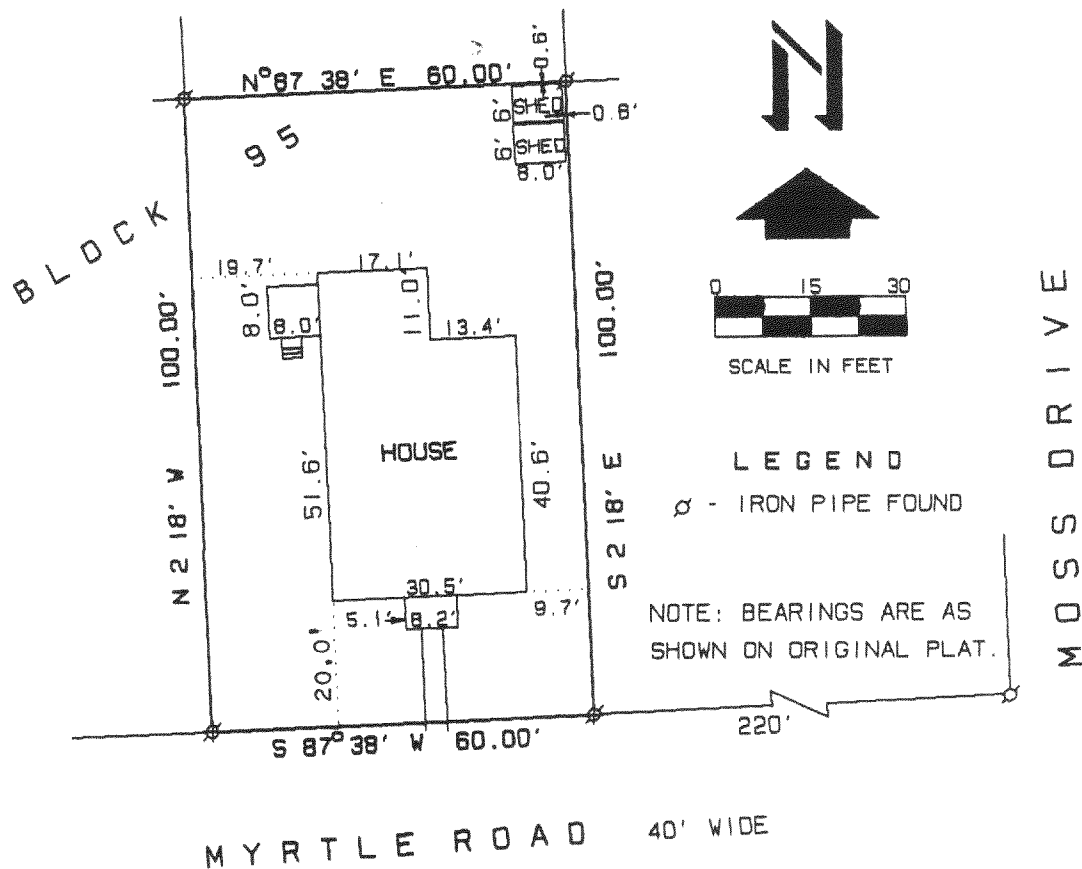 N°87 38' E 60.00'
0.6'
N
6' SHED
0.8'
6' SHED
8.0'
95
BLOCK
19.7'
17.1'
8.0'
8.0'
11.0'
13.4'
0 15 30
SCALE IN FEET
100.00'
100.00'
MOSS DRIVE
HOUSE
51.6'
40.6'
LEGEND
ø - IRON PIPE FOUND
N 2 18' W
S 2 18' E
30.5'
5.1' 8.2'
9.7'
20.0'
NOTE: BEARINGS ARE AS
SHOWN ON ORIGINAL PLAT.
S 87° 38' W 60.00'
220'
MYRTLE ROAD 40' WIDE